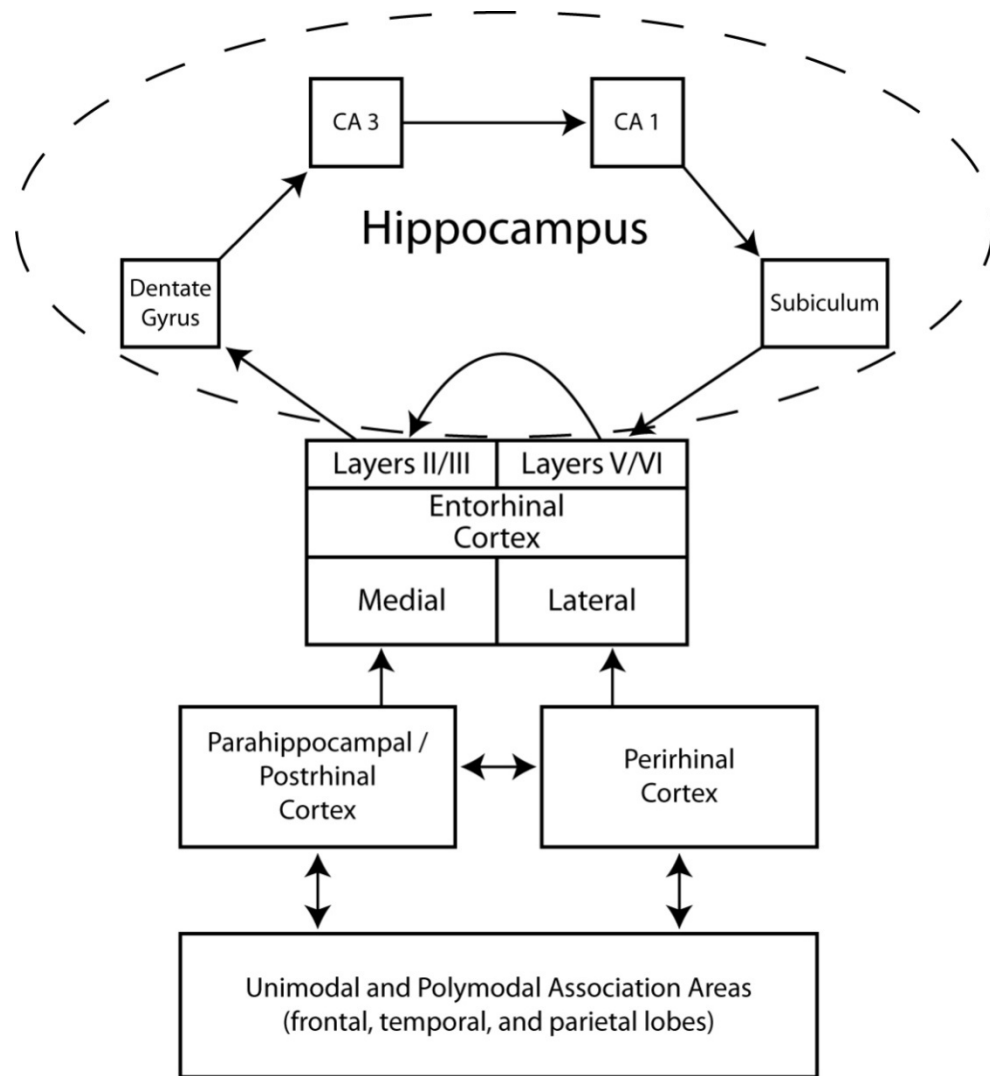 CA 3
CA 1
Hippocampus
Dentate
Gyrus
Subiculum
Layers II/III
Layers V/VI
Entorhinal
Cortex
Medial
Lateral
Parahippocampal /
Postrhinal
Cortex
Perirhinal
Cortex
Unimodal and Polymodal Association Areas
(frontal, temporal, and parietal lobes)